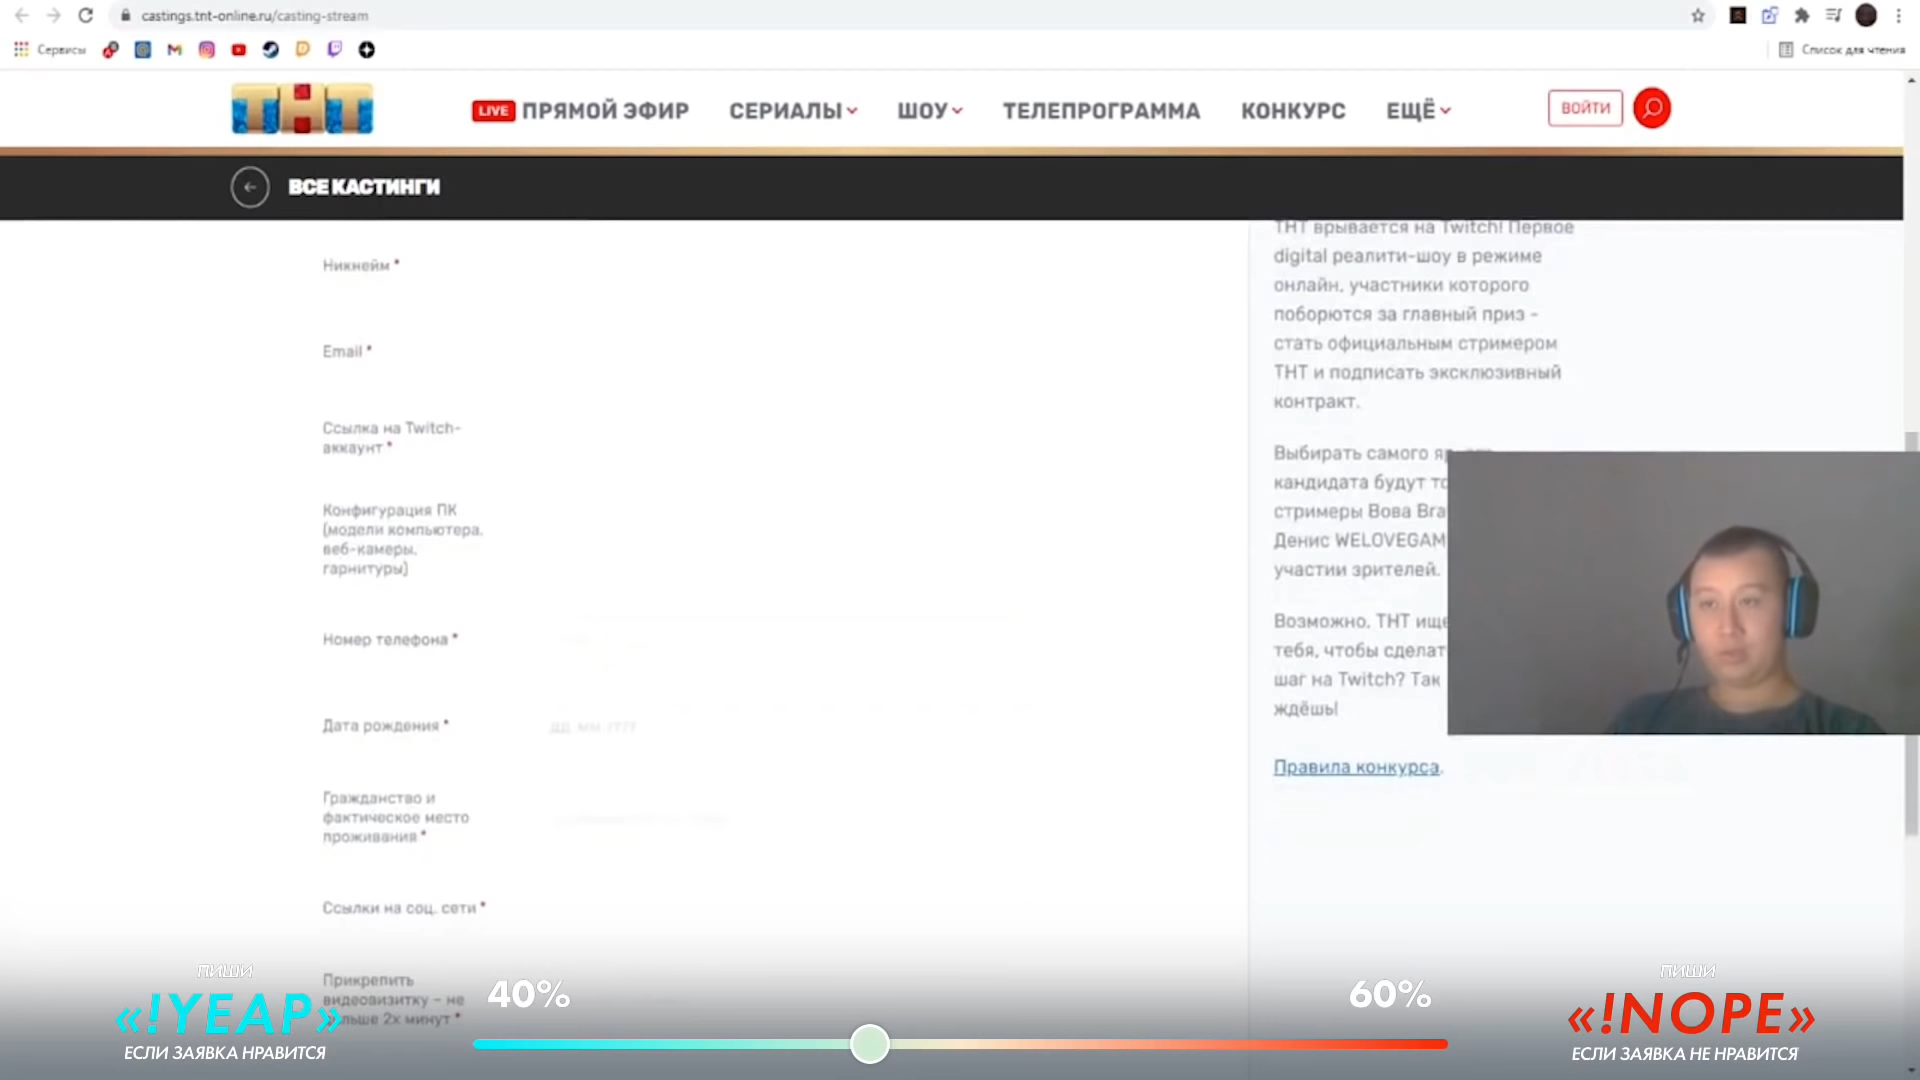 castings.tnt-online.ru/casting-stream
Сервисы
Список для чтения
ТНТ
LIVE ПРЯМОЙ ЭФИР СЕРИАЛЫ ШОУ ТЕЛЕПРОГРАММА КОНКУРС ЕЩЁ ВОЙТИ
ВСЕ КАСТИНГИ
Никнейм *
Email *
Ссылка на Twitch-
аккаунт *
Конфигурация ПК
(модели компьютера,
веб-камеры,
гарнитуры)
Номер телефона *
Дата рождения *
ДД. ММ. ГГГГ
Гражданство и
фактическое место
проживания *
Ссылки на соц. сети *
Прикрепить
видеовизитку – не
больше 2х минут *
ТНТ врывается на Twitch! Первое
digital реалити-шоу в режиме
онлайн, участники которого
поборются за главный приз -
стать официальным стримером
ТНТ и подписать эксклюзивный
контракт.
Выбирать самого
кандидата будут
стримеры Вова Bra
Денис WELOVEGAM
участии зрителей.
Возможно, ТНТ ище
тебя, чтобы сделат
шаг на Twitch? Так
ждёшь!
Правила конкурса.
ПИШИ
«!YEAP»
ЕСЛИ ЗАЯВКА НРАВИТСЯ
40%
60%
ПИШИ
«!NOPE»
ЕСЛИ ЗАЯВКА НЕ НРАВИТСЯ